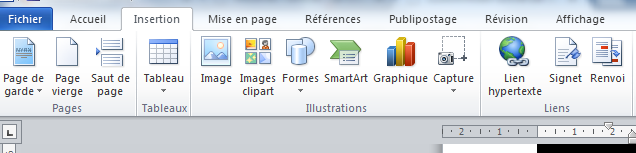 Fichier Accueil Insertion Mise en page Références Publipostage Révision Affichage
Page de garde
Page vierge
Saut de page
Tableau
Image
Images clipart
Formes
SmartArt
Graphique
Capture
Lien hypertexte
Signet
Renvoi
Pages Tableaux Illustrations Liens
2 1 1 2